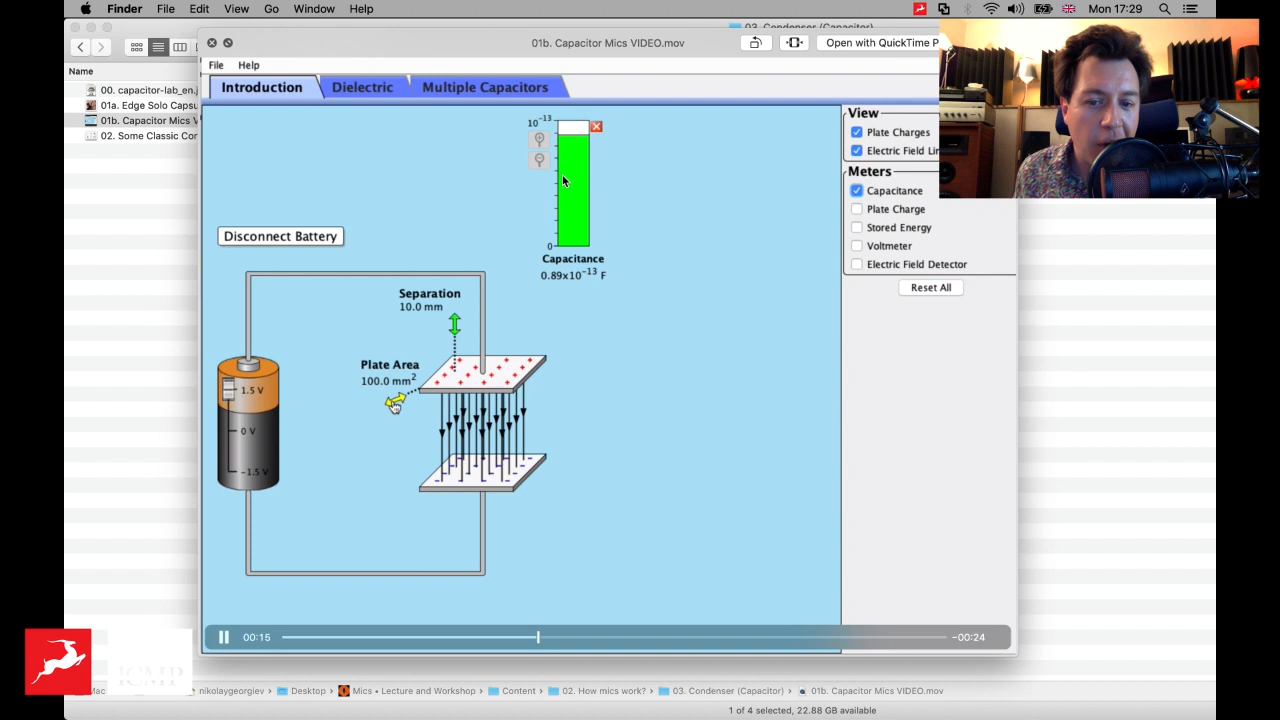 Finder File Edit View Go Window Help Mon 17:29
03. Condenser (Capacitor)
01b. Capacitor Mics VIDEO.mov Open with QuickTime P
Name
File Help
00. capacitor-lab_en.j
01a. Edge Solo Capsu
01b. Capacitor Mics V
02. Some Classic Cor
Introduction Dielectric Multiple Capacitors
10-13
0
Capacitance
0.89x10-13 F
View
Plate Charges
Electric Field Lin
Meters
Capacitance
Plate Charge
Stored Energy
Voltmeter
Electric Field Detector
Reset All
Disconnect Battery
Separation
10.0 mm
Plate Area
100.0 mm2
1.5 V
0 V
-1.5 V
00:15 -00:24
ICMP
Mac nikolaygeorgiev › Desktop › Mics • Lecture and Workshop › Content › 02. How mics work? › 03. Condenser (Capacitor) › 01b. Capacitor Mics VIDEO.mov
1 of 4 selected, 22.88 GB available